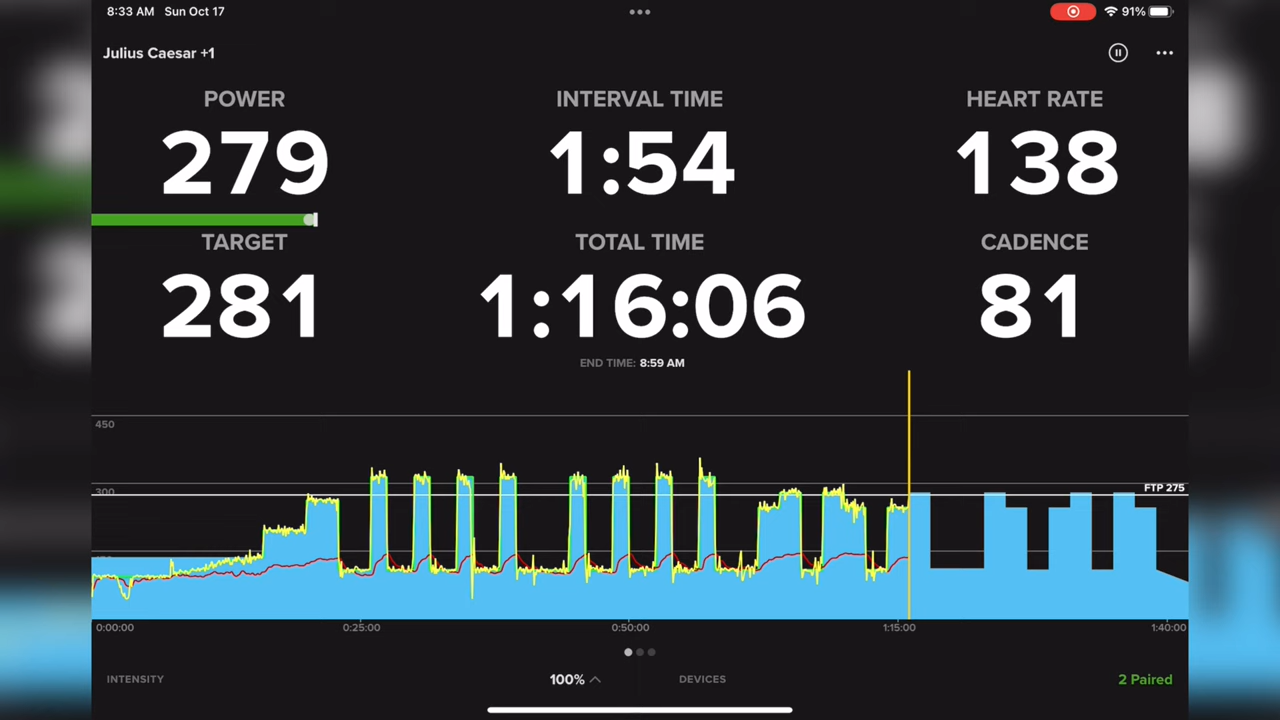 8:33 AM Sun Oct 17
91%
Julius Caesar +1
POWER INTERVAL TIME HEART RATE
279 1:54 138
TARGET TOTAL TIME CADENCE
281 1:16:06 81
END TIME: 8:59 AM
450
300
FTP 275
0:00:00 0:25:00 0:50:00 1:15:00 1:40:00
INTENSITY 100% DEVICES 2 Paired